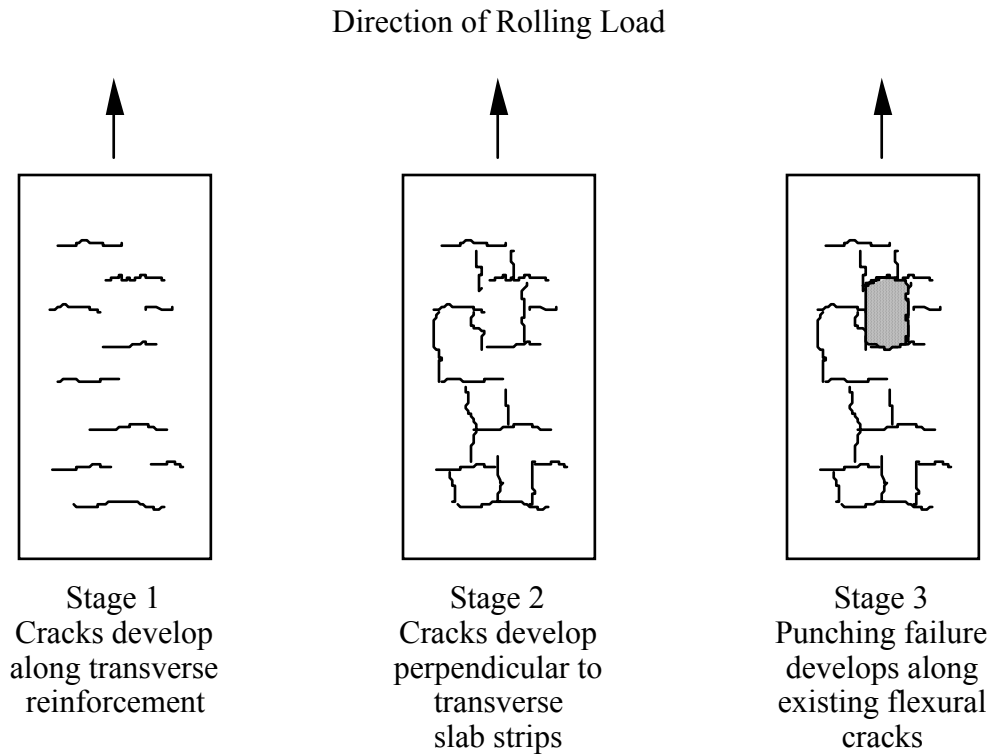 Direction of Rolling Load
Stage 1
Cracks develop
along transverse
reinforcement
Stage 2
Cracks develop
perpendicular to
transverse
slab strips
Stage 3
Punching failure
develops along
existing flexural
cracks